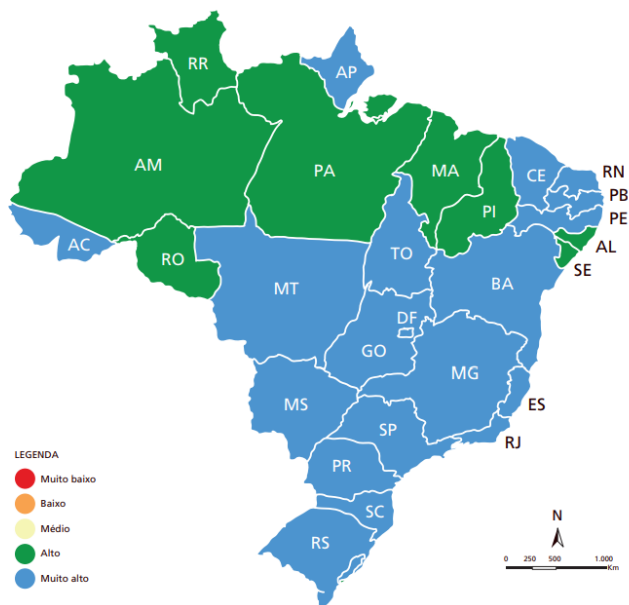 RR
AP
AM
PA
MA
CE
RN
PB
PI
PE
AC
RO
TO
AL
SE
MT
BA
DF
GO
MG
MS
ES
SP
RJ
PR
SC
RS
LEGENDA
Muito baixo
Baixo
Médio
Alto
Muito alto
N
0 250 500 1.000
Km